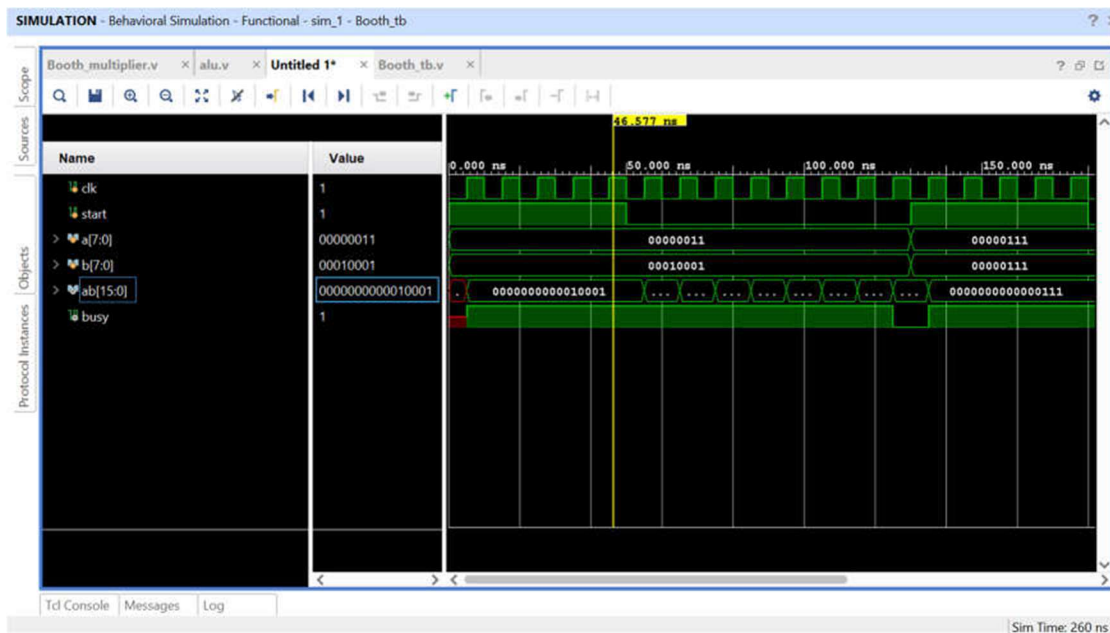 SIMULATION - Behavioral Simulation - Functional - sim_1 - Booth_tb ?
Booth_multiplier.v × alu.v × Untitled 1* × Booth_tb.v × ?
46.577 ns
Name Value 0.000 ns 50.000 ns 100.000 ns 150.000 ns
clk 1
start 1
> a[7:0] 00000011 00000011 00000111
> b[7:0] 00010001 00010001 00000111
> ab[15:0] 0000000000010001 . 0000000000010001 ... ... ... ... ... ... ... ... 0000000000000111
busy 1
Scope
Sources
Objects
Protocol Instances
Tcl Console Messages Log
Sim Time: 260 ns